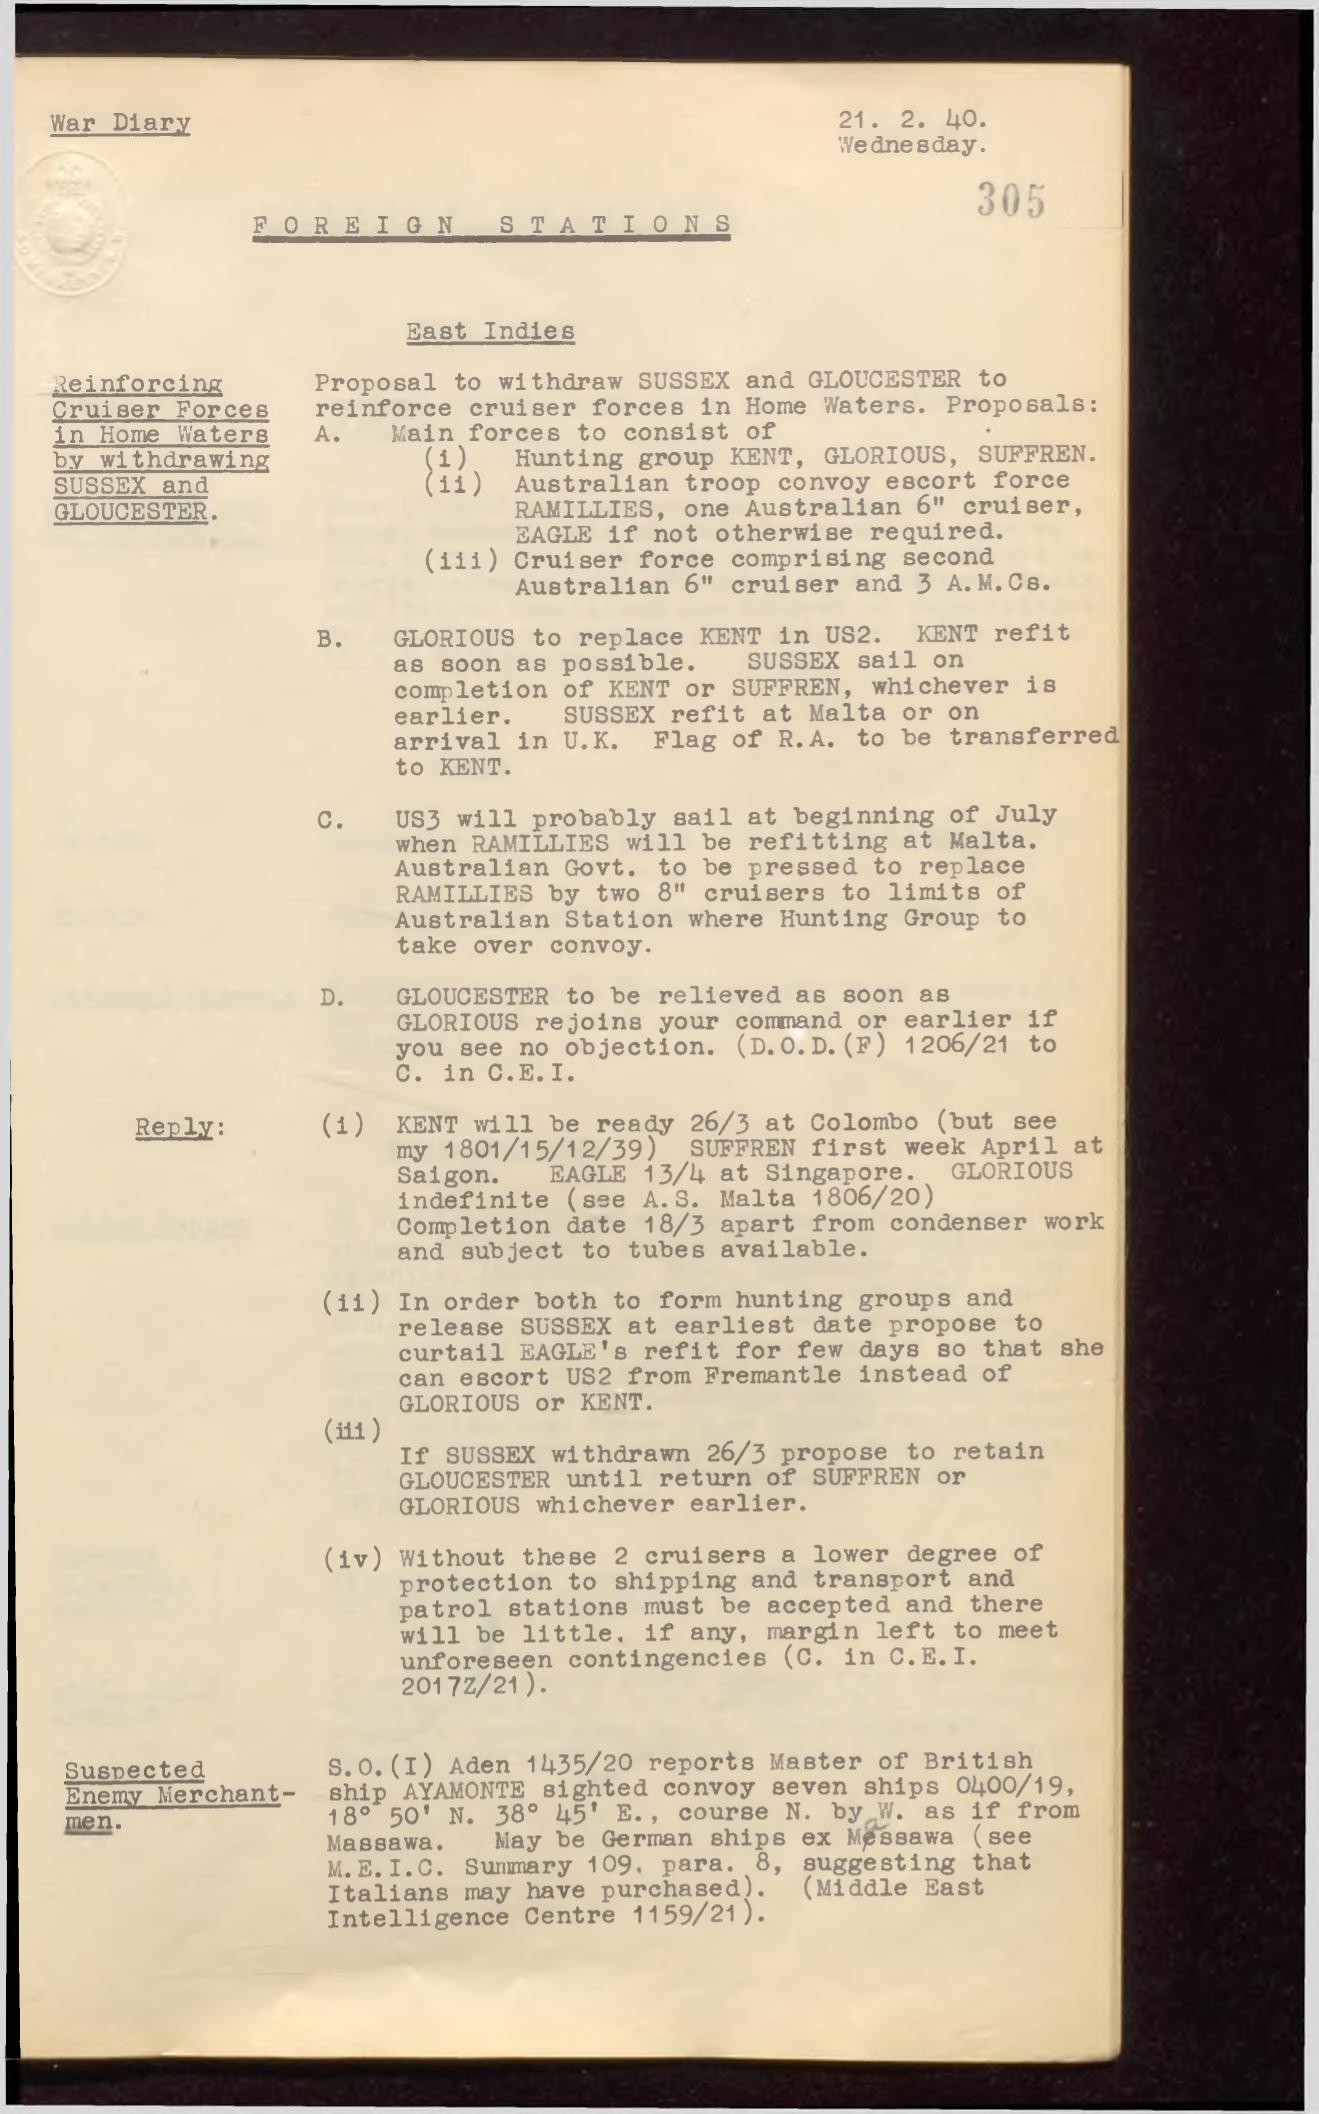 War Diary
21. 2. 40.
Wednesday.
305
FOREIGN STATIONS
East Indies
Reinforcing
Cruiser Forces
in Home Waters
by withdrawing
SUSSEX and
GLOUCESTER.
Proposal to withdraw SUSSEX and GLOUCESTER to
reinforce cruiser forces in Home Waters. Proposals:
A. Main forces to consist of
(i) Hunting group KENT, GLORIOUS, SUFFREN.
(ii) Australian troop convoy escort force
RAMILLIES, one Australian 6" cruiser,
EAGLE if not otherwise required.
(iii) Cruiser force comprising second
Australian 6" cruiser and 3 A.M.Cs.
B. GLORIOUS to replace KENT in US2. KENT refit
as soon as possible. SUSSEX sail on
completion of KENT or SUFFREN, whichever is
earlier. SUSSEX refit at Malta or on
arrival in U.K. Flag of R.A. to be transferred
to KENT.
C. US3 will probably sail at beginning of July
when RAMILLIES will be refitting at Malta.
Australian Govt. to be pressed to replace
RAMILLIES by two 8" cruisers to limits of
Australian Station where Hunting Group to
take over convoy.
D. GLOUCESTER to be relieved as soon as
GLORIOUS rejoins your command or earlier if
you see no objection. (D.O.D.(F) 1206/21 to
C. in C.E.I.
Reply:
(i) KENT will be ready 26/3 at Colombo (but see
my 1801/15/12/39) SUFFREN first week April at
Saigon. EAGLE 13/4 at Singapore. GLORIOUS
indefinite (see A.S. Malta 1806/20)
Completion date 18/3 apart from condenser work
and subject to tubes available.
(ii) In order both to form hunting groups and
release SUSSEX at earliest date propose to
curtail EAGLE's refit for few days so that she
can escort US2 from Fremantle instead of
GLORIOUS or KENT.
(iii)
If SUSSEX withdrawn 26/3 propose to retain
GLOUCESTER until return of SUFFREN or
GLORIOUS whichever earlier.
(iv) Without these 2 cruisers a lower degree of
protection to shipping and transport and
patrol stations must be accepted and there
will be little, if any, margin left to meet
unforeseen contingencies (C. in C.E.I.
2017Z/21).
Suspected
Enemy Merchant-
men.
S.O.(I) Aden 1435/20 reports Master of British
ship AYAMONTE sighted convoy seven ships 0400/19,
18° 50' N. 38° 45' E., course N. by W. as if from
Massawa. May be German ships ex Massawa (see
M.E.I.C. Summary 109, para. 8, suggesting that
Italians may have purchased). (Middle East
Intelligence Centre 1159/21).